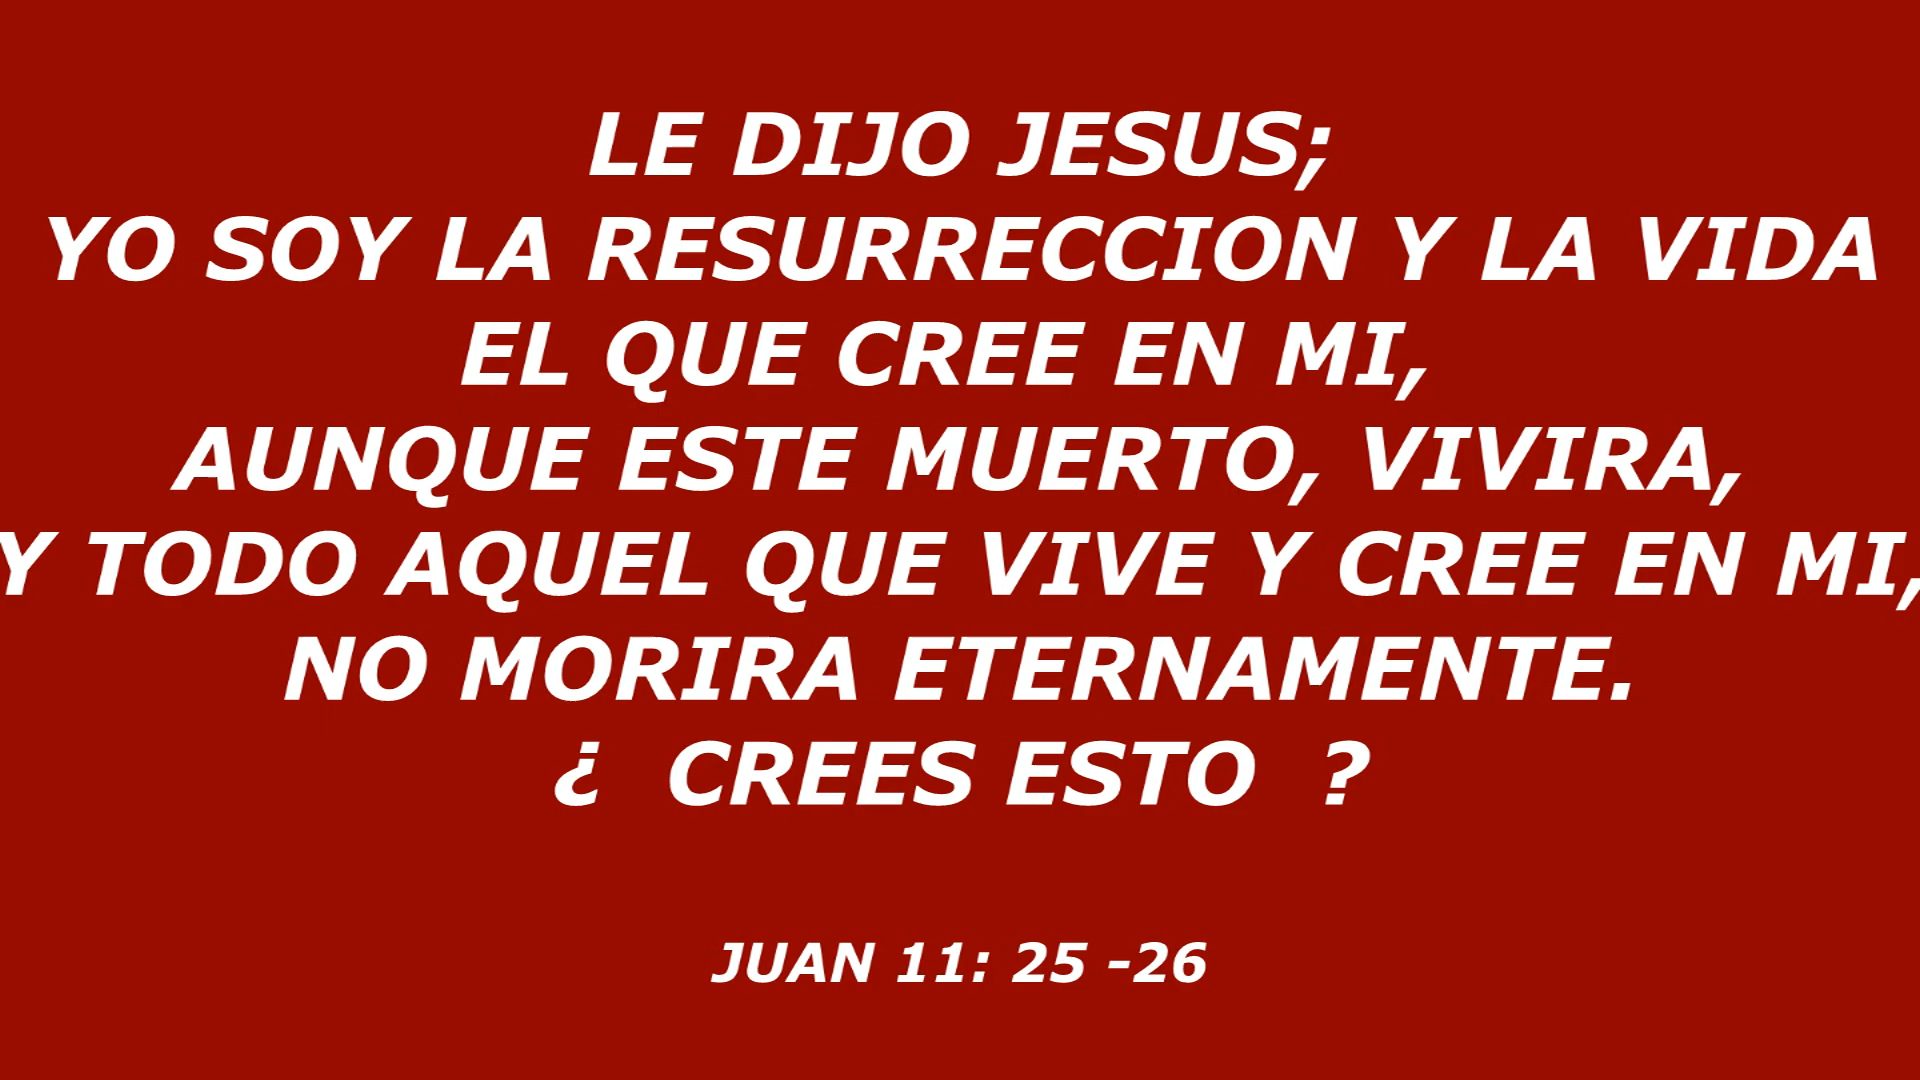 LE DIJO JESUS;
YO SOY LA RESURRECCION Y LA VIDA
EL QUE CREE EN MI,
AUNQUE ESTE MUERTO, VIVIRA,
Y TODO AQUEL QUE VIVE Y CREE EN MI,
NO MORIRA ETERNAMENTE.
¿  CREES ESTO  ?
JUAN 11: 25 -26